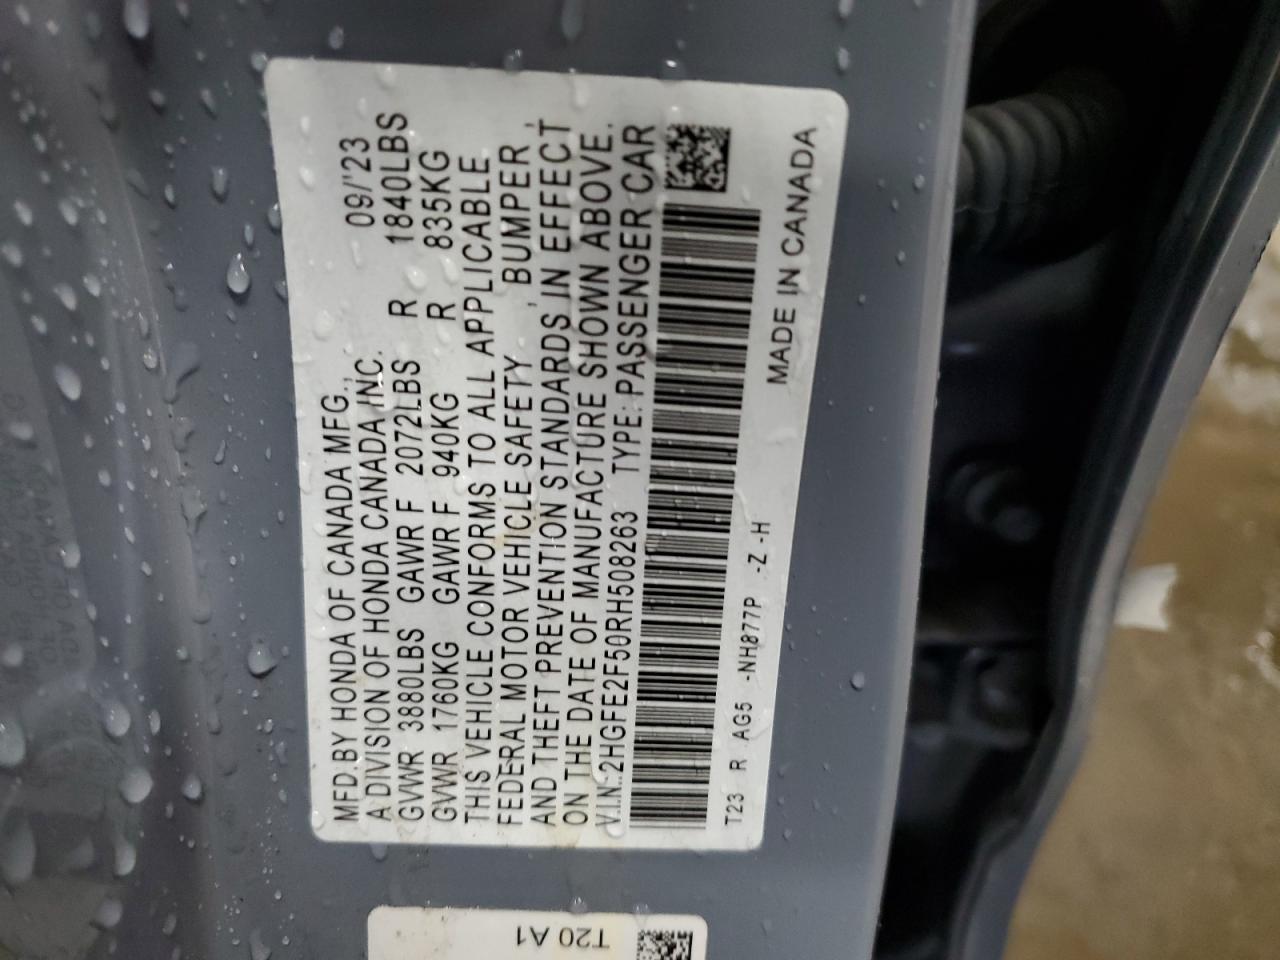 MFD.BY HONDA OF CANADA MFG., 09/'23
A DIVISION OF HONDA CANADA INC.
GVWR 3880LBS GAWR F 2072LBS R 1840LBS
GVWR 1760KG GAWR F 940KG R 835KG
THIS VEHICLE CONFORMS TO ALL APPLICABLE
FEDERAL MOTOR VEHICLE SAFETY , BUMPER ,
AND THEFT PREVENTION STANDARDS IN EFFECT
ON THE DATE OF MANUFACTURE SHOWN ABOVE.
V.I.N.:2HGFE2F50RH508263 TYPE: PASSENGER CAR
T23 R AG5 -NH877P -Z -H MADE IN CANADA
T20 A1